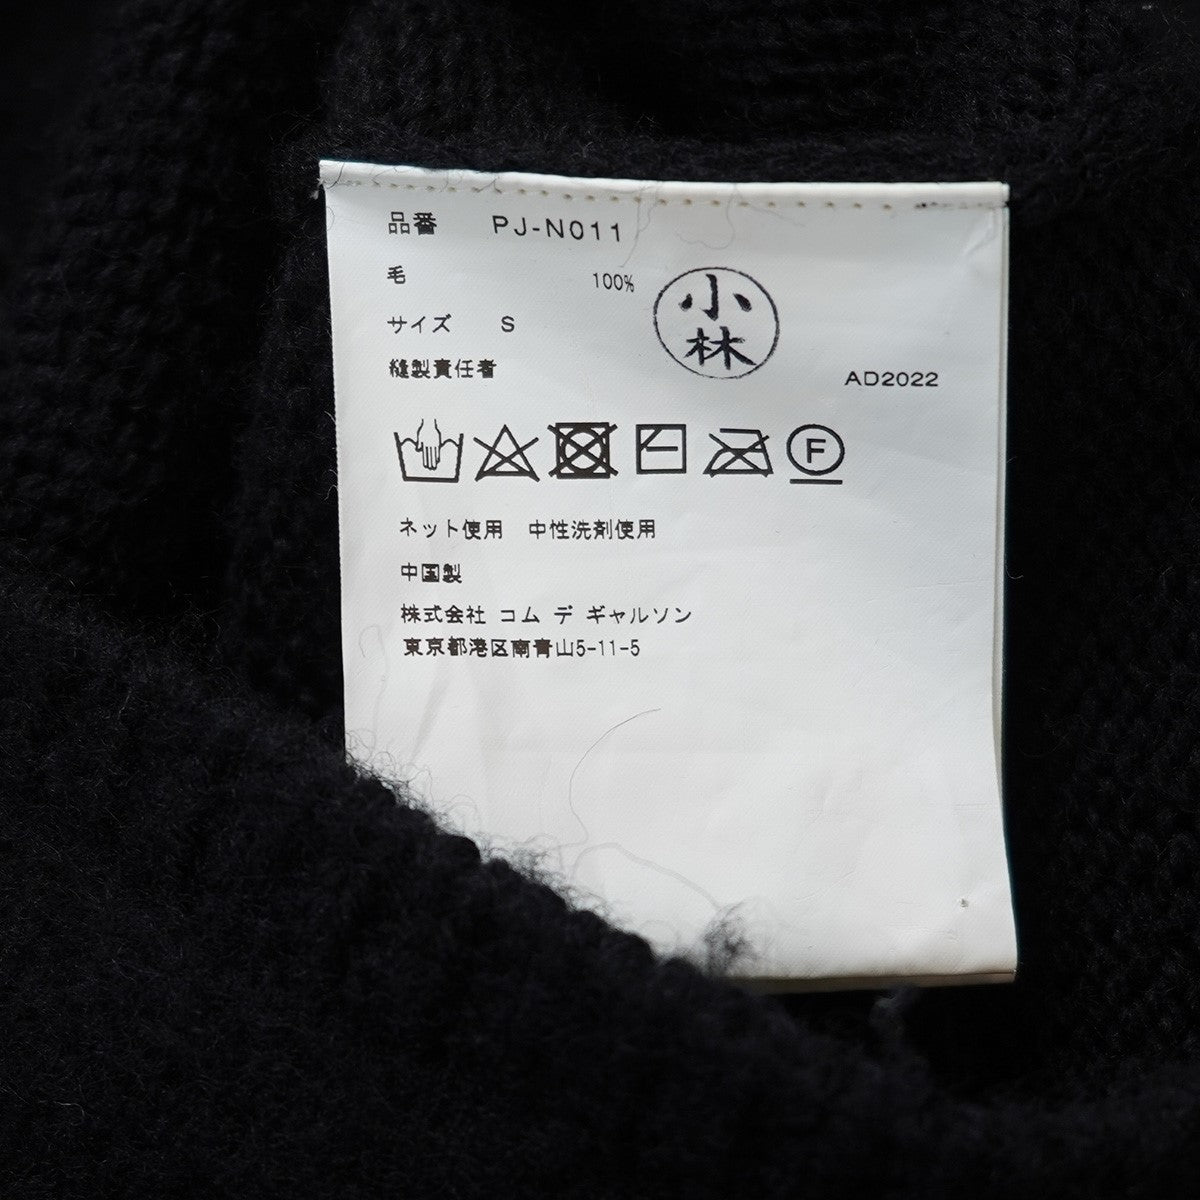 品番 PJ-N011
毛 100%
小林
サイズ S
縫製責任者
AD2022
F
ネット使用 中性洗剤使用
中国製
株式会社 コム デ ギャルソン
東京都港区南青山5-11-5